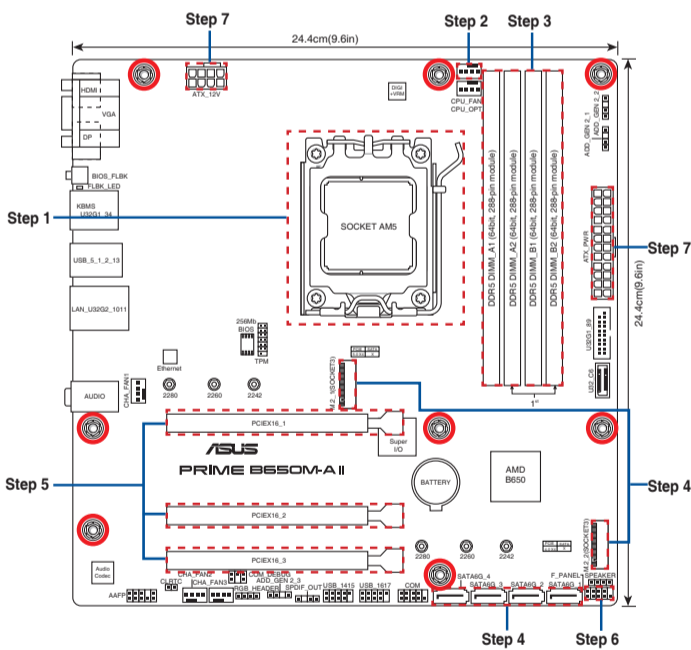 Step 7
Step 2
Step 3
24.4cm(9.6in)
HDMI
VGA
DP
ATX_12V
DIGI
+VRM
CPU_FAN
CPU_OPT
ADD_GEN 2_1
ADD_GEN 2_2
BIOS_FLBK
FLBK_LED
KBMS
U32G1_34
Step 1
SOCKET AM5
DDR5 DIMM_A1 (64bit, 288-pin module)
DDR5 DIMM_A2 (64bit, 288-pin module)
DDR5 DIMM_B1 (64bit, 288-pin module)
DDR5 DIMM_B2 (64bit, 288-pin module)
ATX_PWR
Step 7
24.4cm(9.6in)
USB_5_1_2_13
LAN_U32G2_1011
256Mb
BIOS
TPM
U32G1_89
U32_C6
Ethernet
M.2_1(SOCKET3)
CHA_FAN1
2280
2260
2242
AUDIO
1*
PCIEX16_1
Super
I/O
ASUS
PRIME B650M-A II
BATTERY
AMD
B650
Step 5
Step 4
PCIEX16_2
M.2_2(SOCKET3)
2280
2260
2242
PCIEX16_3
Audio
Codec
CHA_FAN2
COM_DEBUG
SATA6G_4
F_PANEL
SPEAKER
CLRTC
CHA_FAN3
ADD_GEN 2_3
SATA6G_3
SATA6G_2
SATA6G_1
AAFP
RGB_HEADER
SPDIF_OUT
USB_1415
USB_1617
COM
Step 4
Step 6